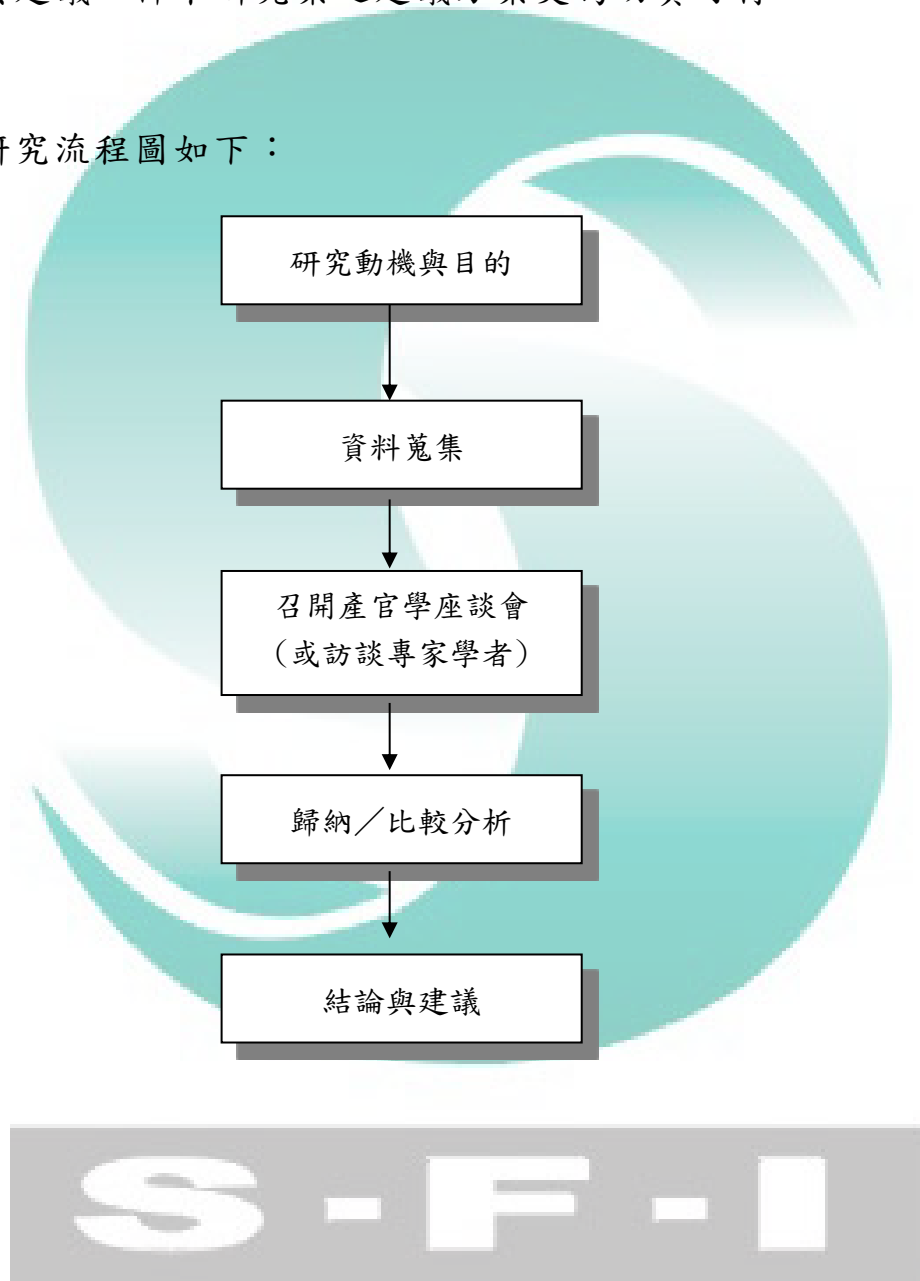 研究流程圖如下：
研究動機與目的
資料蒐集
召開產官學座談會
（或訪談專家學者）
歸納／比較分析
結論與建議
S-F-I